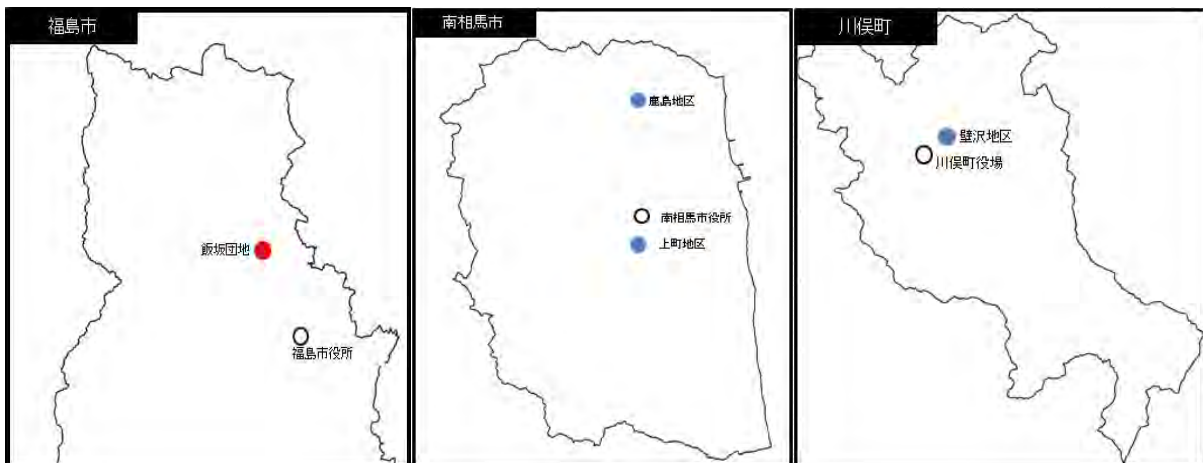 福島市
飯坂団地
福島市役所
南相馬市
鹿島地区
南相馬市役所
上町地区
川俣町
壁沢地区
川俣町役場